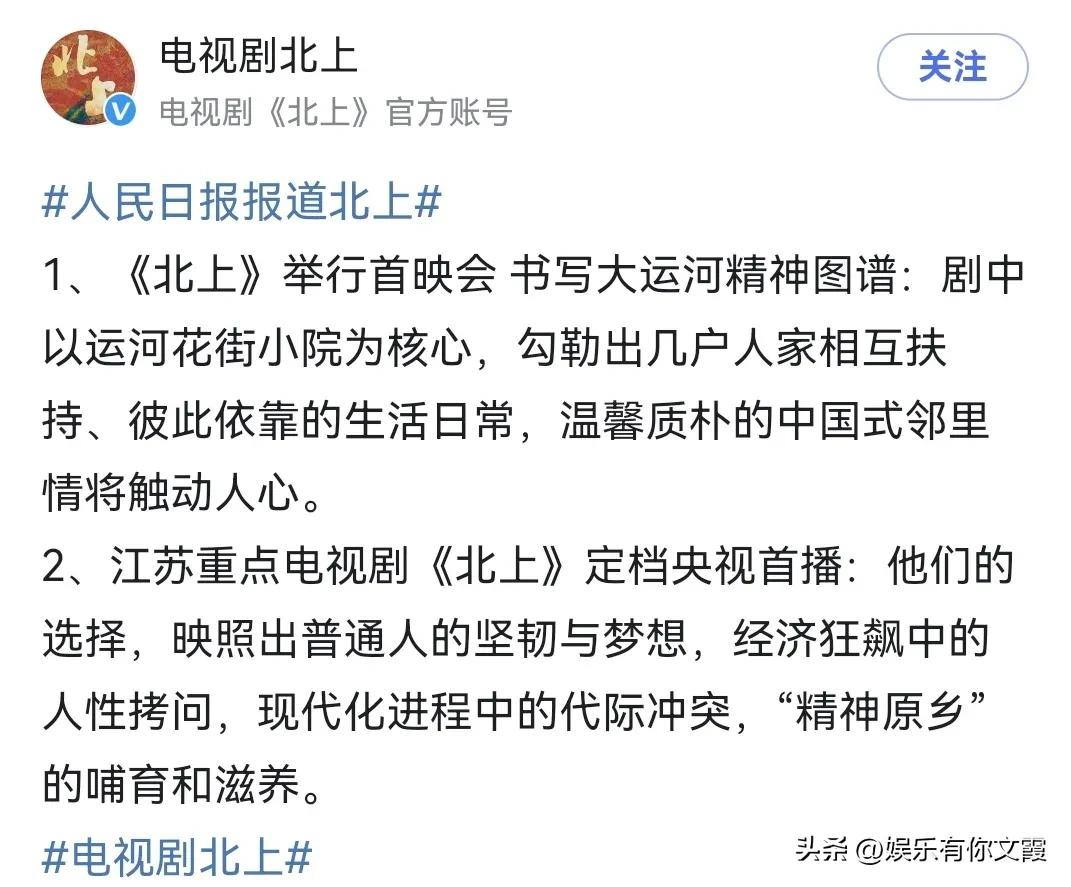 北上
电视剧北上
关注
电视剧《北上》官方账号
#人民日报报道北上#
1、《北上》举行首映会 书写大运河精神图谱：剧中
以运河花街小院为核心，勾勒出几户人家相互扶
持、彼此依靠的生活日常，温馨质朴的中国式邻里
情将触动人心。
2、江苏重点电视剧《北上》定档央视首播：他们的
选择，映照出普通人的坚韧与梦想，经济狂飙中的
人性拷问，现代化进程中的代际冲突，“精神原乡”
的哺育和滋养。
#电视剧北上#
头条 @娱乐有你文霞